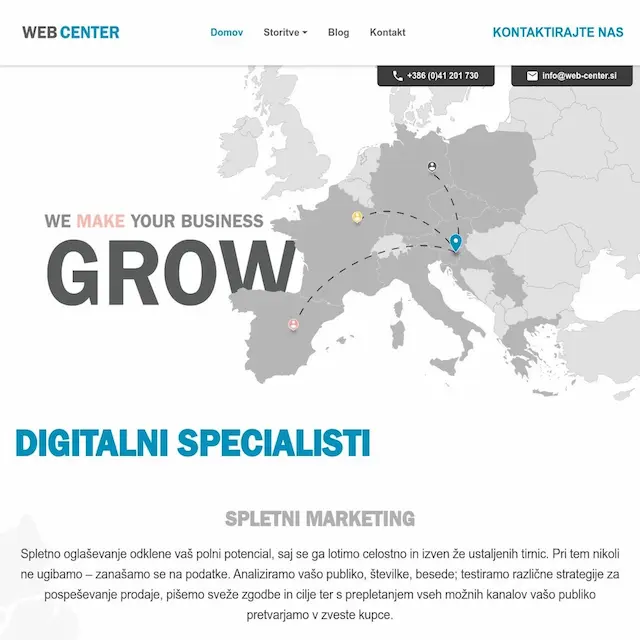 WEB CENTER
Domov Storitve Blog Kontakt
KONTAKTIRAJTE NAS
+386 (0)41 201 730
info@web-center.si
WE MAKE YOUR BUSINESS
GROW
DIGITALNI SPECIALISTI
SPLETNI MARKETING
Spletno oglaševanje odklene vaš polni potencial, saj se ga lotimo celostno in izven že ustaljenih tirnic. Pri tem nikoli
ne ugibamo – zanašamo se na podatke. Analiziramo vašo publiko, številke, besede; testiramo različne strategije za
pospeševanje prodaje, pišemo sveže zgodbe in cilje ter s prepletanjem vseh možnih kanalov vašo publiko
pretvarjamo v zveste kupce.